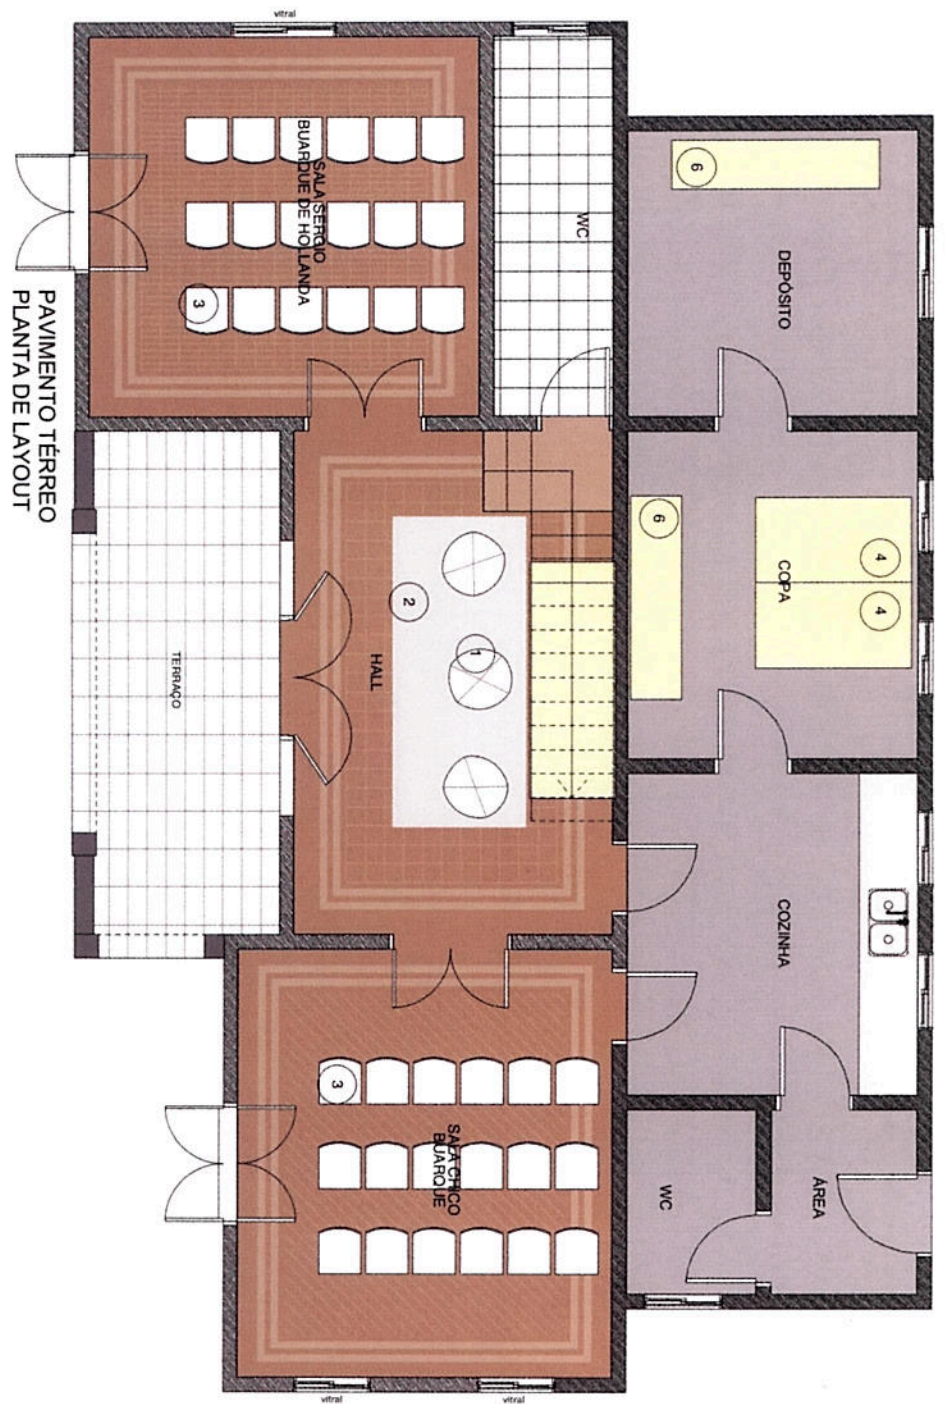 PAVIMENTO TÉRREO
PLANTA DE LAYOUT
vitral
SALA SERGIO
BUARQUE DE HOLLANDA
3
WC
6
DEPÓSITO
6
COPA
4
4
TERRAÇO
HALL
2
1
COZINHA
SALA CHICO
BUARQUE
3
WC
ÁREA
vitral
vitral